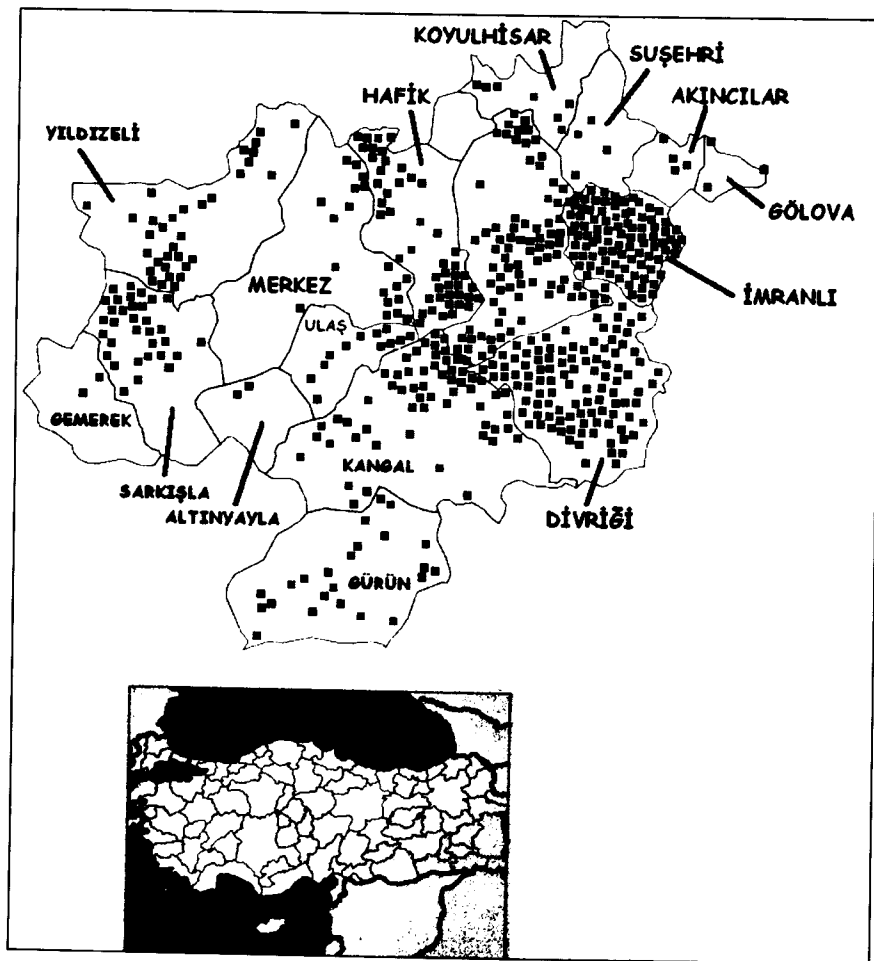 KOYULHİSAR
SUŞEHRİ
HAFİK
AKINCILAR
YILDIZELİ
GÖLOVA
MERKEZ
İMRANLI
ULAŞ
GEMEREK
KANGAL
SARKIŞLA
ALTINYAYLA
DİVRİĞİ
GÜRÜN